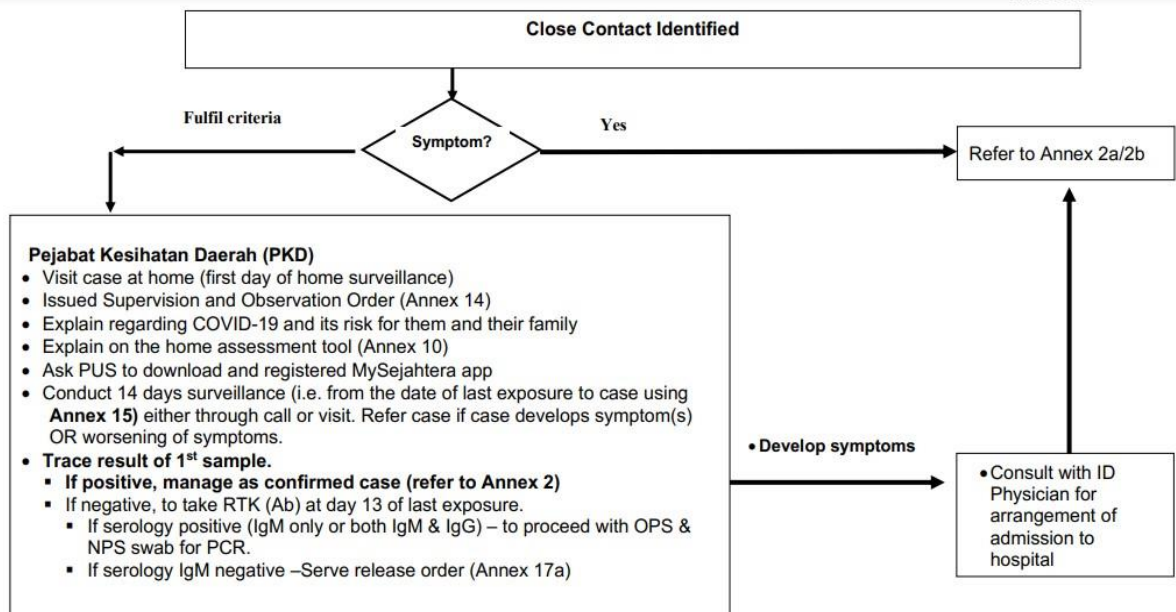 Close Contact Identified
Fulfil criteria
Symptom?
Yes
Refer to Annex 2a/2b
Pejabat Kesihatan Daerah (PKD)
• Visit case at home (first day of home surveillance)
• Issued Supervision and Observation Order (Annex 14)
• Explain regarding COVID-19 and its risk for them and their family
• Explain on the home assessment tool (Annex 10)
• Ask PUS to download and registered MySejahtera app
• Conduct 14 days surveillance (i.e. from the date of last exposure to case using
Annex 15) either through call or visit. Refer case if case develops symptom(s)
OR worsening of symptoms.
• Trace result of 1st sample.
▪ If positive, manage as confirmed case (refer to Annex 2)
▪ If negative, to take RTK (Ab) at day 13 of last exposure.
▪ If serology positive (IgM only or both IgM & IgG) – to proceed with OPS &
NPS swab for PCR.
▪ If serology IgM negative –Serve release order (Annex 17a)
• Develop symptoms
• Consult with ID
Physician for
arrangement of
admission to
hospital